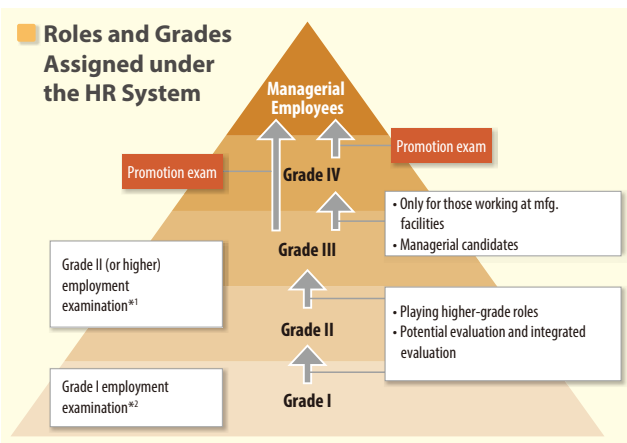 Roles and Grades
Assigned under
the HR System
Managerial
Employees
Promotion exam
Promotion exam
Grade IV
• Only for those working at mfg.
facilities
• Managerial candidates
Grade III
Grade II (or higher)
employment
examination*1
• Playing higher-grade roles
• Potential evaluation and integrated
evaluation
Grade II
Grade I employment
examination*2
Grade I